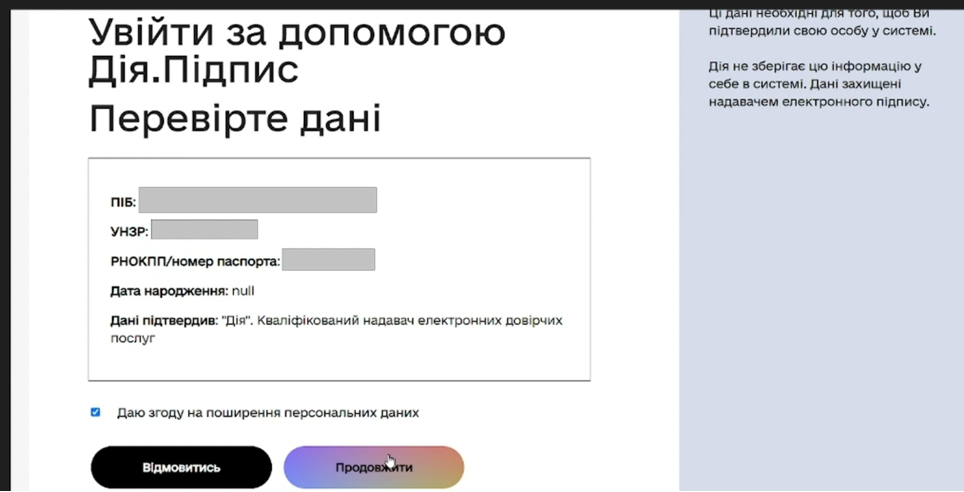 Увійти за допомогою
Дія.Підпис
Перевірте дані
ПІБ:
УНЗР:
РНОКПП/номер паспорта:
Дата народження: null
Дані підтвердив: "Дія". Кваліфікований надавач електронних довірчих
послуг
Даю згоду на поширення персональних даних
Відмовитись
Продовжити
Ці дані необхідні для того, щоб Ви
підтвердили свою особу у системі.
Дія не зберігає цю інформацію у
себе в системі. Дані захищені
надавачем електронного підпису.